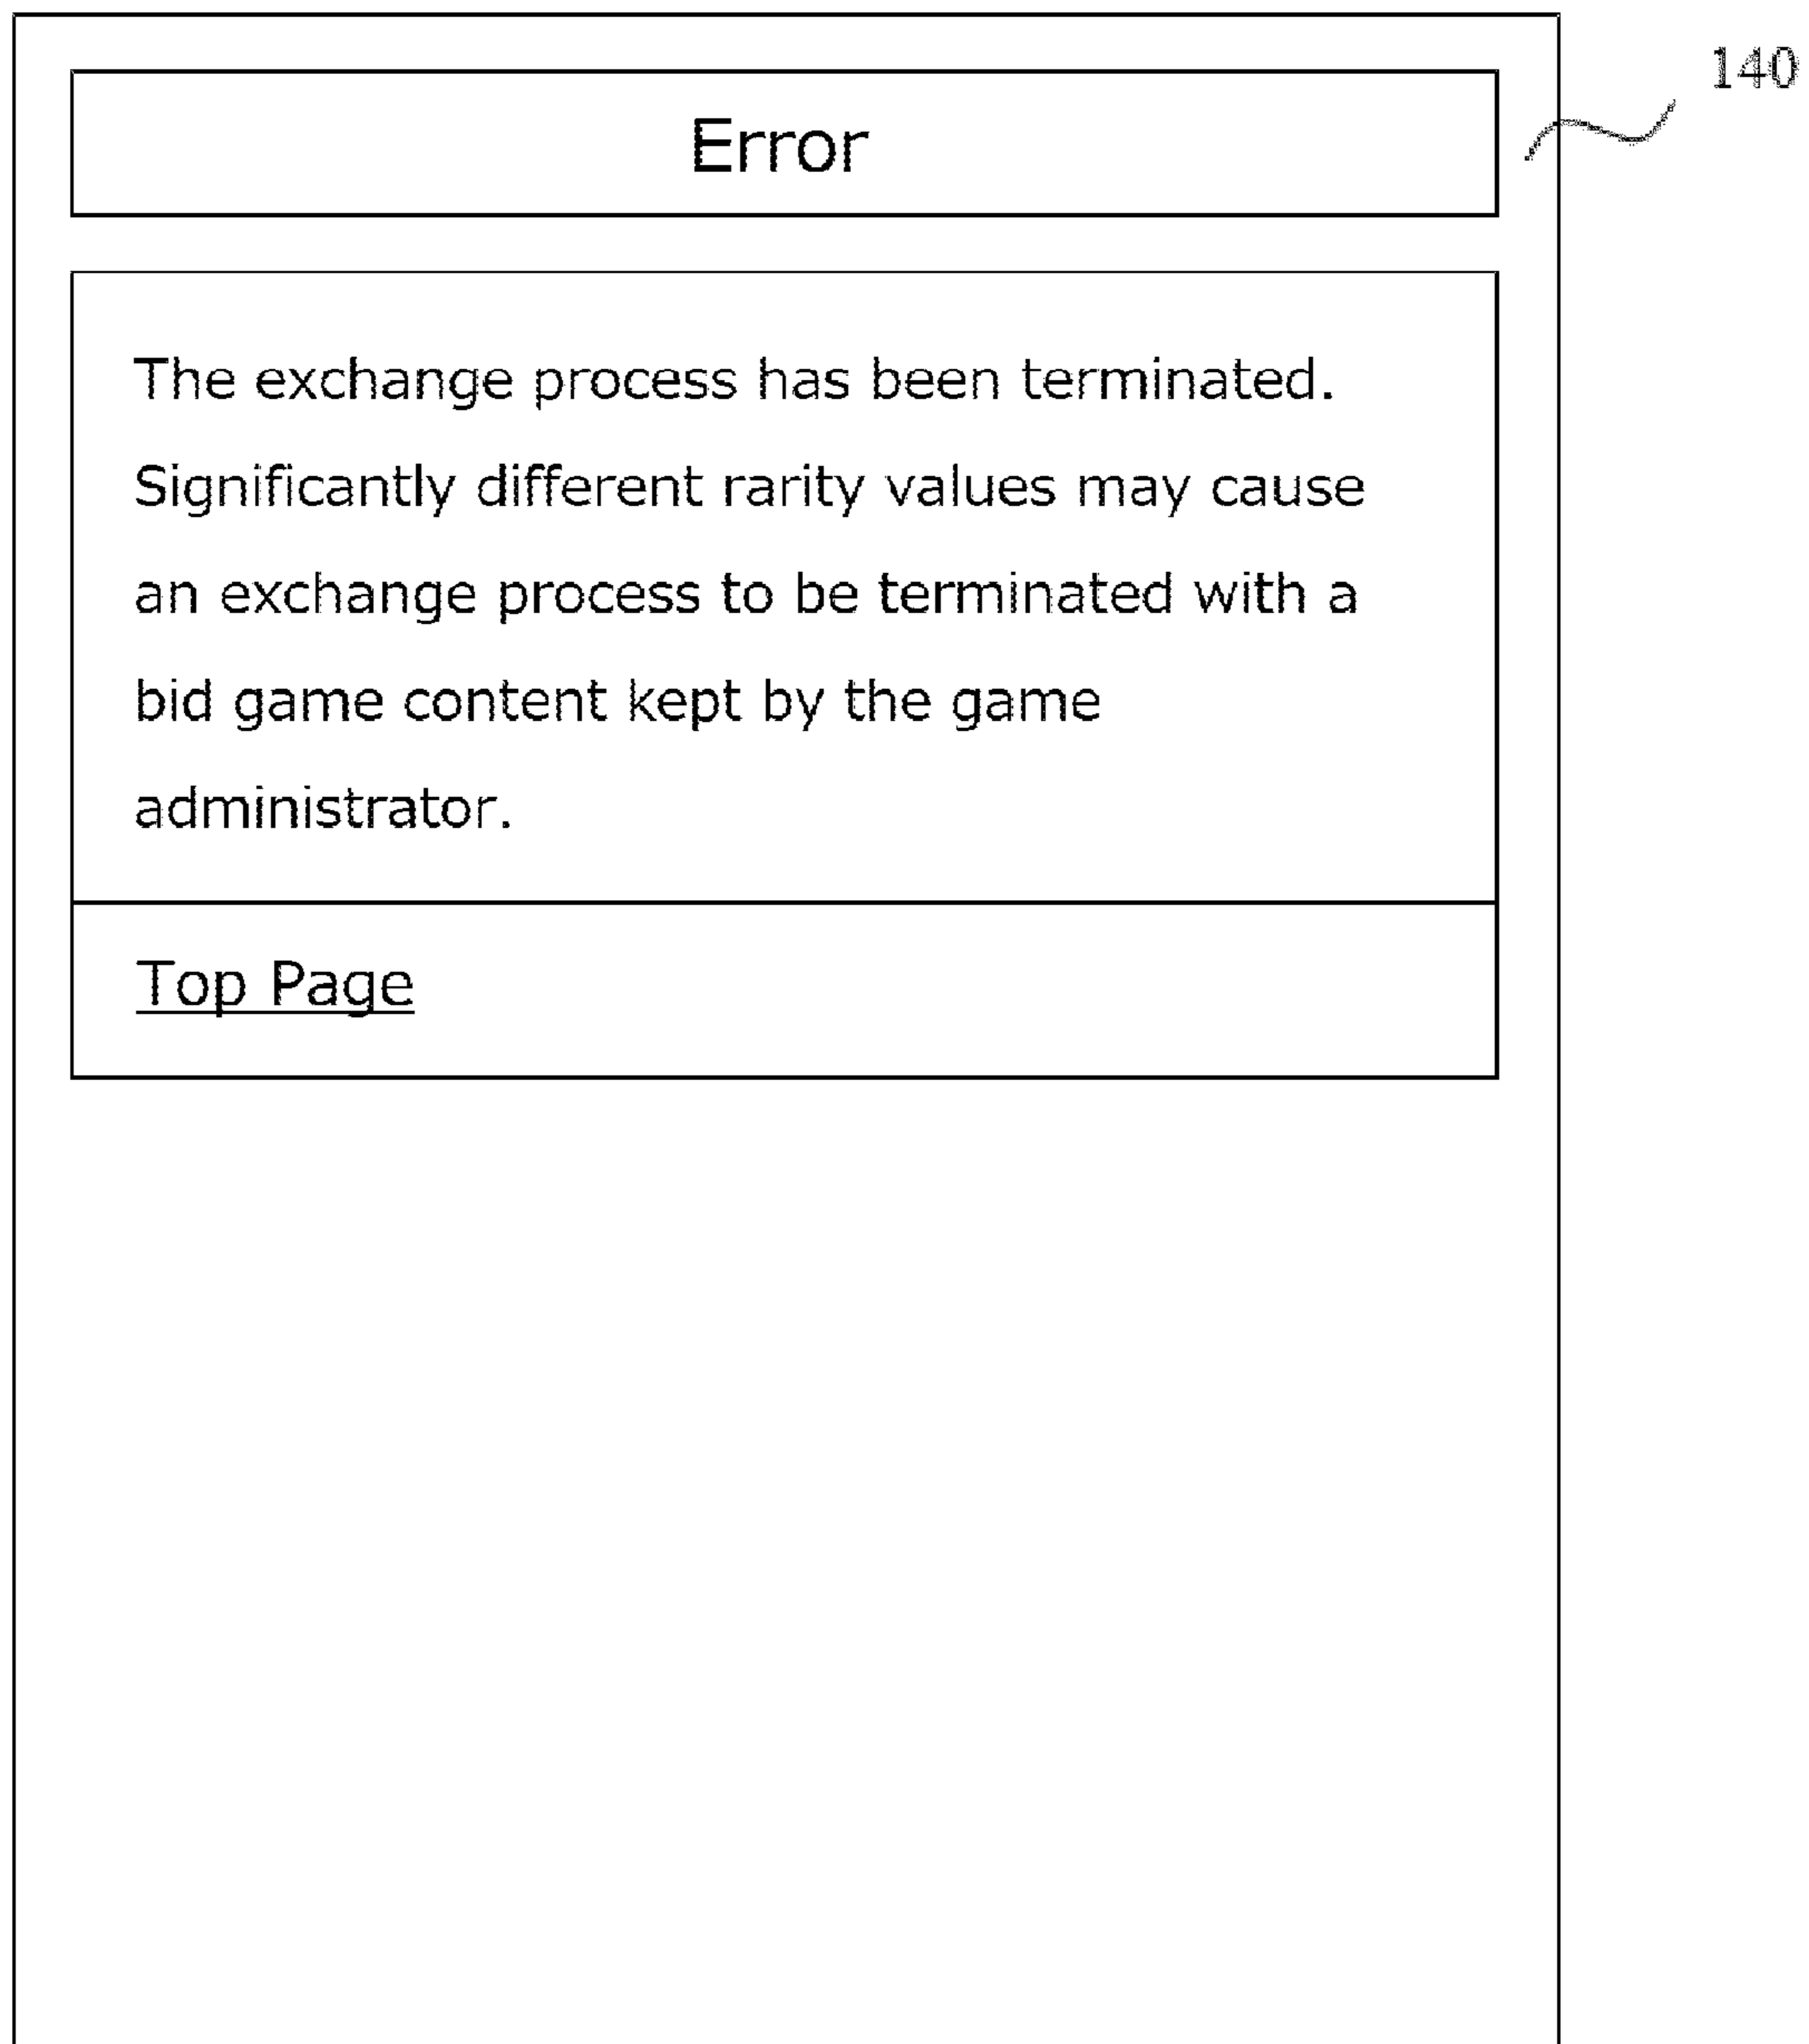 140
Error
The exchange process has been terminated.
Significantly different rarity values may cause
an exchange process to be terminated with a
bid game content kept by the game
administrator.
Top Page